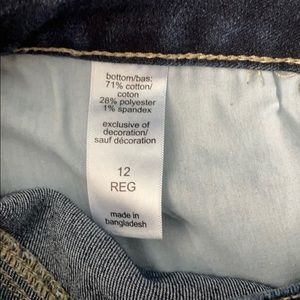 bottom/bas:
71% cotton/
coton
28% polyester
1% spandex
exclusive of
decoration/
sauf décoration
12
REG
made in
bangladesh